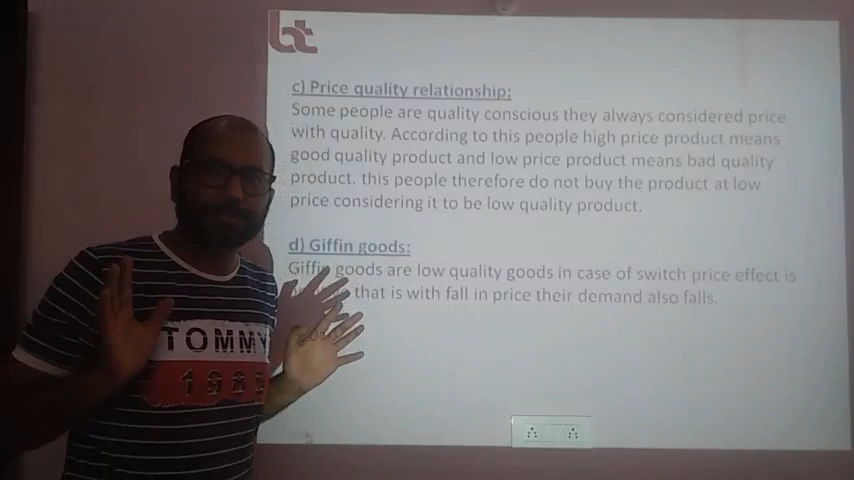 bt
c) Price quality relationship:
Some people are quality conscious they always considered price
with quality. According to this people high price product means
good quality product and low price product means bad quality
product. this people therefore do not buy the product at low
price considering it to be low quality product.
d) Giffin goods:
Giffin goods are low quality goods in case of switch price effect is
that is with fall in price their demand also falls.
TOMMY
1985